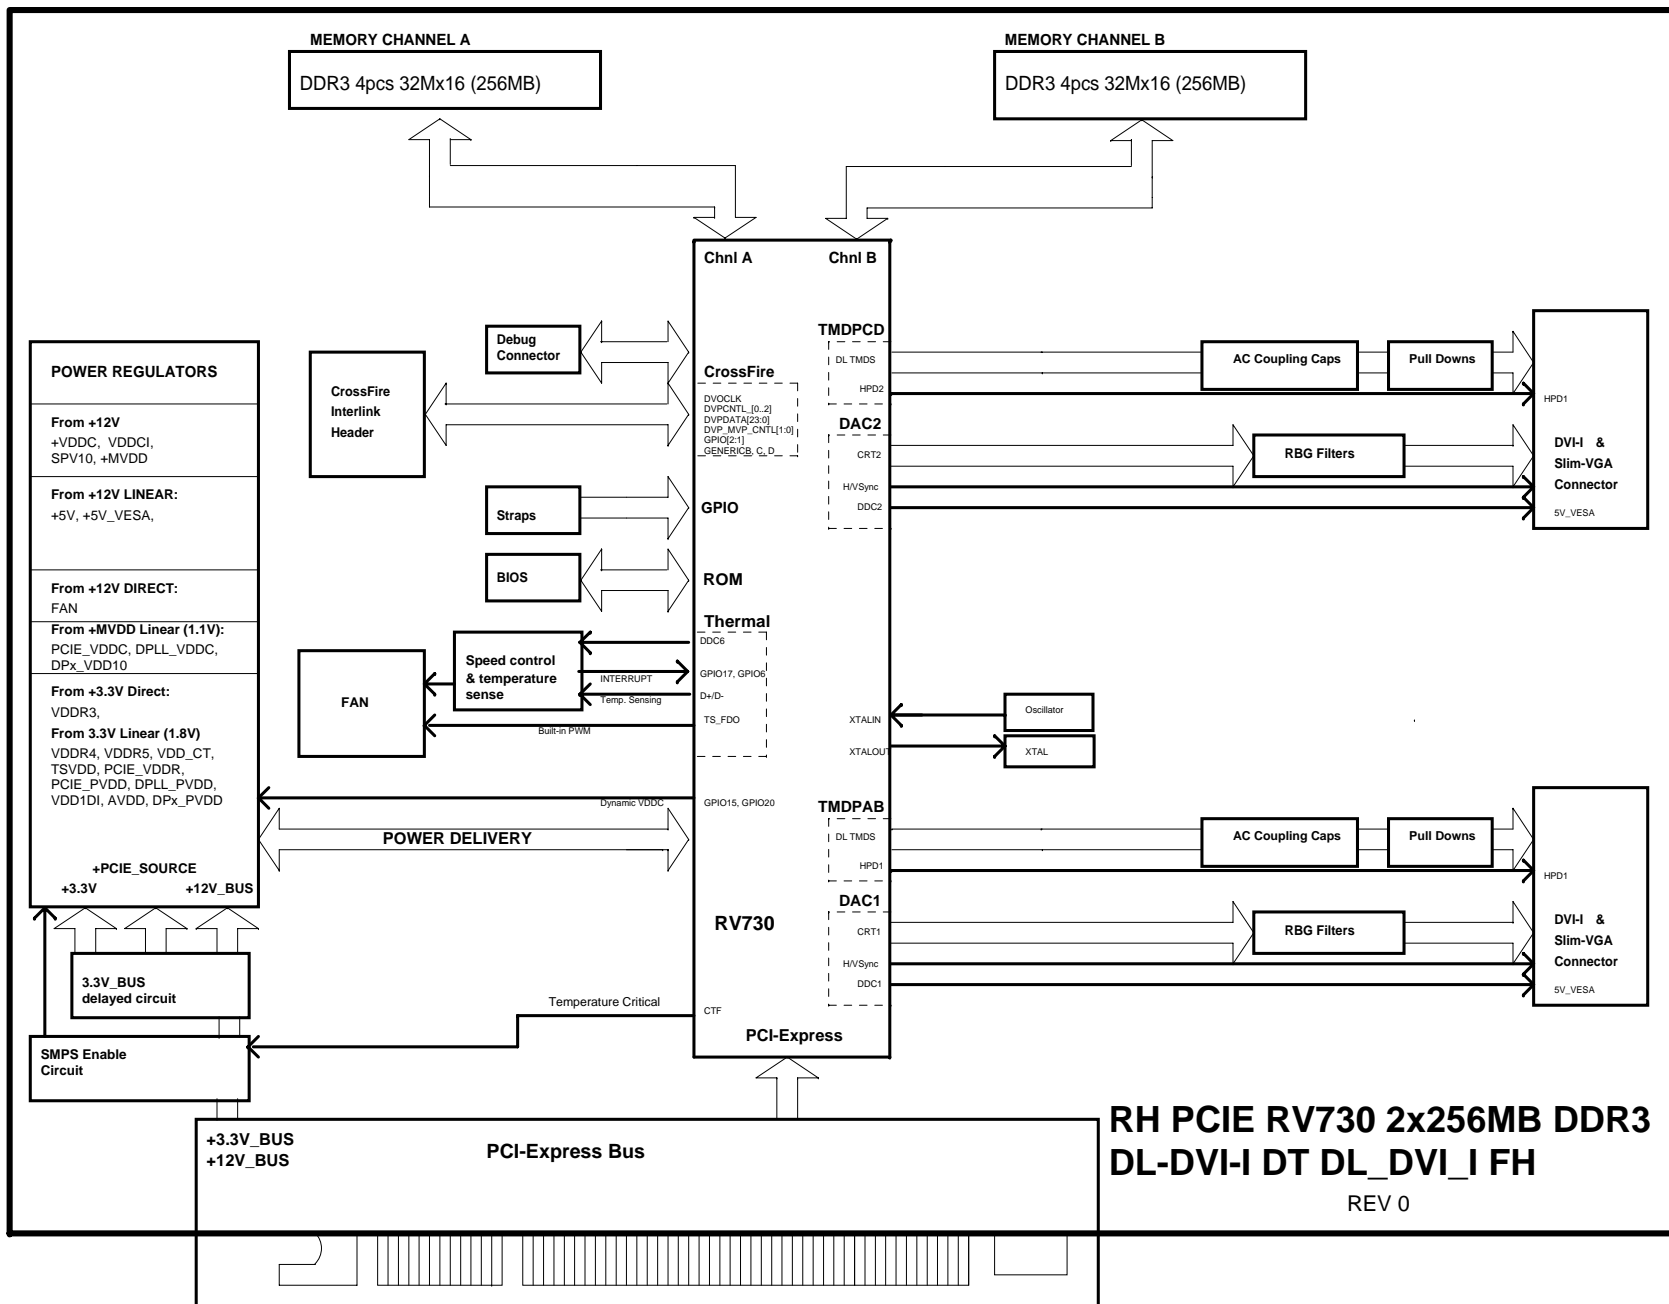 MEMORY CHANNEL A
DDR3 4pcs 32Mx16 (256MB)
MEMORY CHANNEL B
DDR3 4pcs 32Mx16 (256MB)
Chnl A
Chnl B
POWER REGULATORS
From +12V
+VDDC, VDDCI,
SPV10, +MVDD
From +12V LINEAR:
+5V, +5V_VESA,
From +12V DIRECT:
FAN
From +MVDD Linear (1.1V):
PCIE_VDDC, DPLL_VDDC,
DPx_VDD10
From +3.3V Direct:
VDDR3,
From 3.3V Linear (1.8V)
VDDR4, VDDR5, VDD_CT,
TSVDD, PCIE_VDDR,
PCIE_PVDD, DPLL_PVDD,
VDD1DI, AVDD, DPx_PVDD
+PCIE_SOURCE
+3.3V
+12V_BUS
3.3V_BUS
delayed circuit
SMPS Enable
Circuit
CrossFire
Interlink
Header
Debug
Connector
Straps
BIOS
FAN
Speed control
& temperature
sense
INTERRUPT
Temp. Sensing
Built-in PWM
Dynamic VDDC
POWER DELIVERY
Temperature Critical
CrossFire
DVOCLK
DVPCNTL_[0..2]
DVPDATA[23:0]
DVP_MVP_CNTL[1:0]
GPIO[2:1]
GENERICB, C, D
GPIO
ROM
Thermal
DDC6
GPIO17, GPIO6
D+/D-
TS_FDO
GPIO15, GPIO20
RV730
CTF
PCI-Express
TMDPCD
DL TMDS
HPD2
DAC2
CRT2
H/VSync
DDC2
XTALIN
XTALOUT
TMDPAB
DL TMDS
HPD1
DAC1
CRT1
H/VSync
DDC1
AC Coupling Caps
Pull Downs
RBG Filters
HPD1
DVI-I &
Slim-VGA
Connector
5V_VESA
Oscillator
XTAL
AC Coupling Caps
Pull Downs
RBG Filters
HPD1
DVI-I &
Slim-VGA
Connector
5V_VESA
+3.3V_BUS
+12V_BUS
PCI-Express Bus
RH PCIE RV730 2x256MB DDR3
DL-DVI-I DT DL_DVI_I FH
REV 0